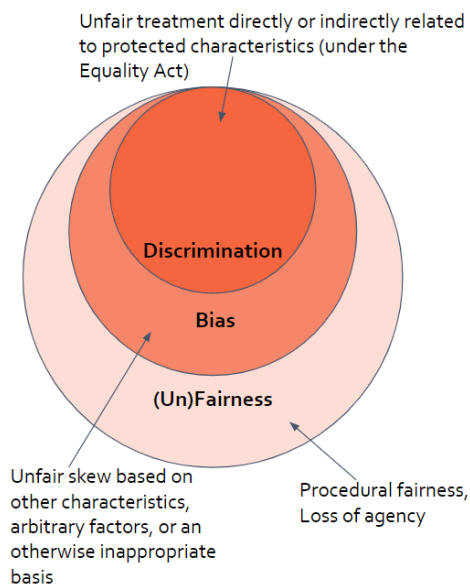 Unfair treatment directly or indirectly related
to protected characteristics (under the
Equality Act)
Discrimination
Bias
(Un)Fairness
Unfair skew based on
other characteristics,
arbitrary factors, or an
otherwise inappropriate
basis
Procedural fairness,
Loss of agency